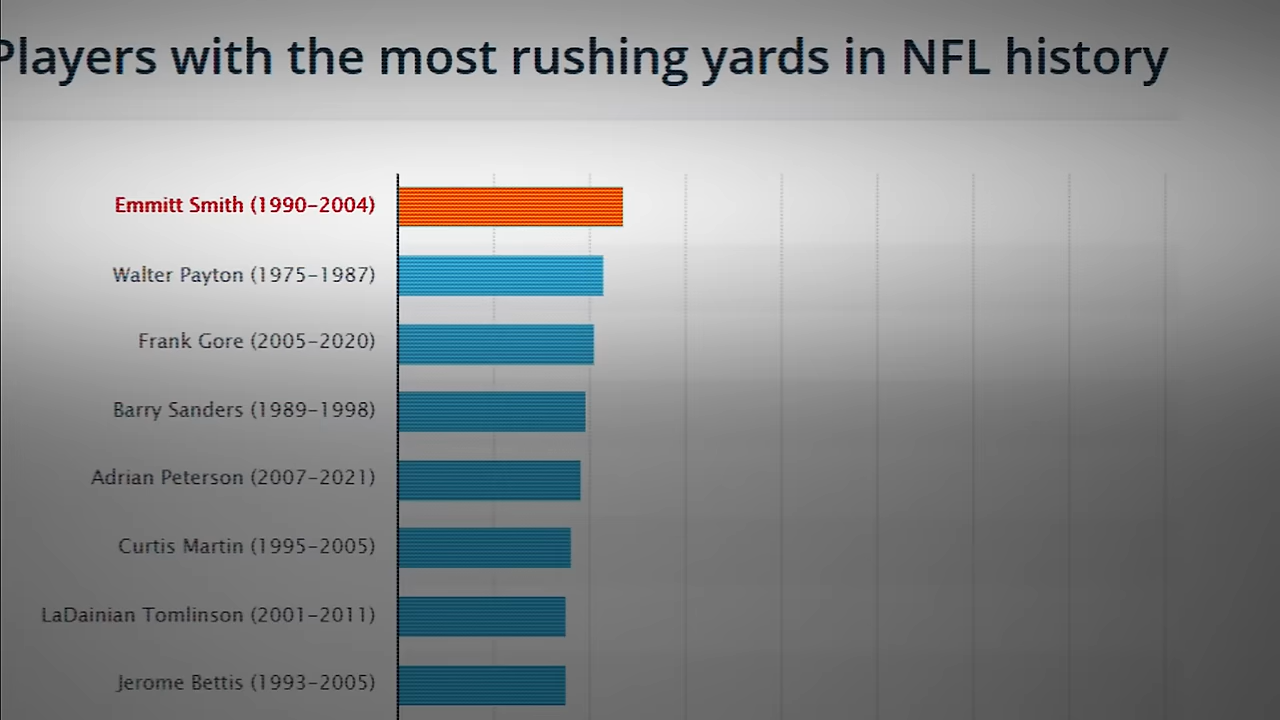 Players with the most rushing yards in NFL history
Emmitt Smith (1990–2004)
Walter Payton (1975–1987)
Frank Gore (2005–2020)
Barry Sanders (1989–1998)
Adrian Peterson (2007–2021)
Curtis Martin (1995–2005)
LaDainian Tomlinson (2001–2011)
Jerome Bettis (1993–2005)